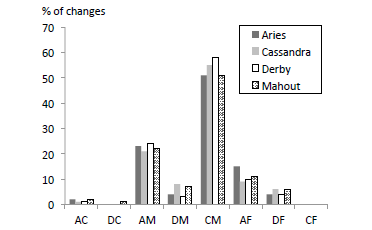 % of changes
70
60
50
40
30
20
10
0
AC DC AM DM CM AF DF CF
Aries
Cassandra
Derby
Mahout